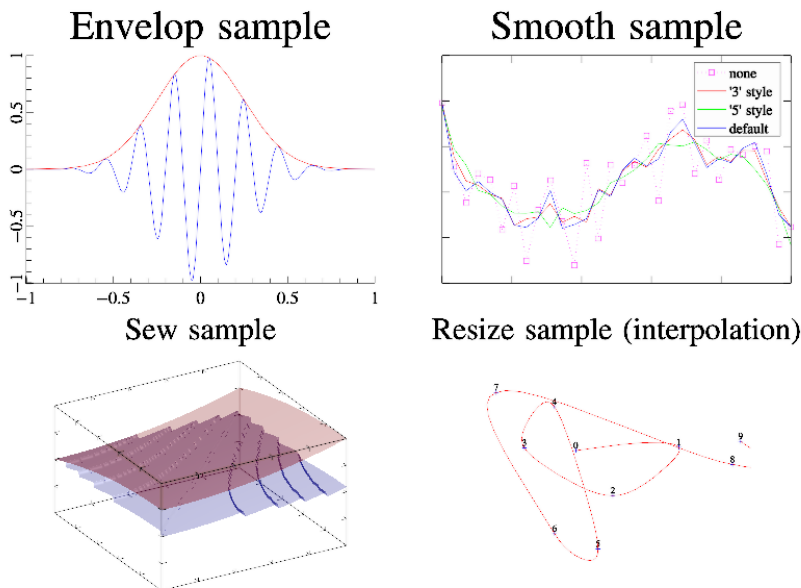 Envelop sample
Smooth sample
1
0.5
0
−0.5
−1
−1
−0.5
0
0.5
1
none
'3' style
'5' style
default
Sew sample
Resize sample (interpolation)
7
4
9
3
0
1
8
2
6
5